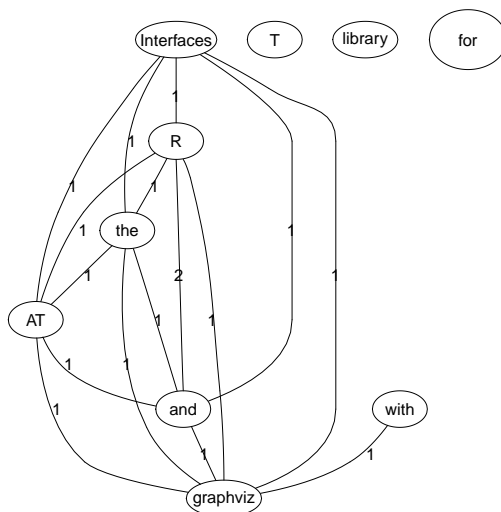 Interfaces T library for
1
R
1 1
1 1
the
1 2 1 1
AT
1 1
1 1
1
and with
1 1
graphviz